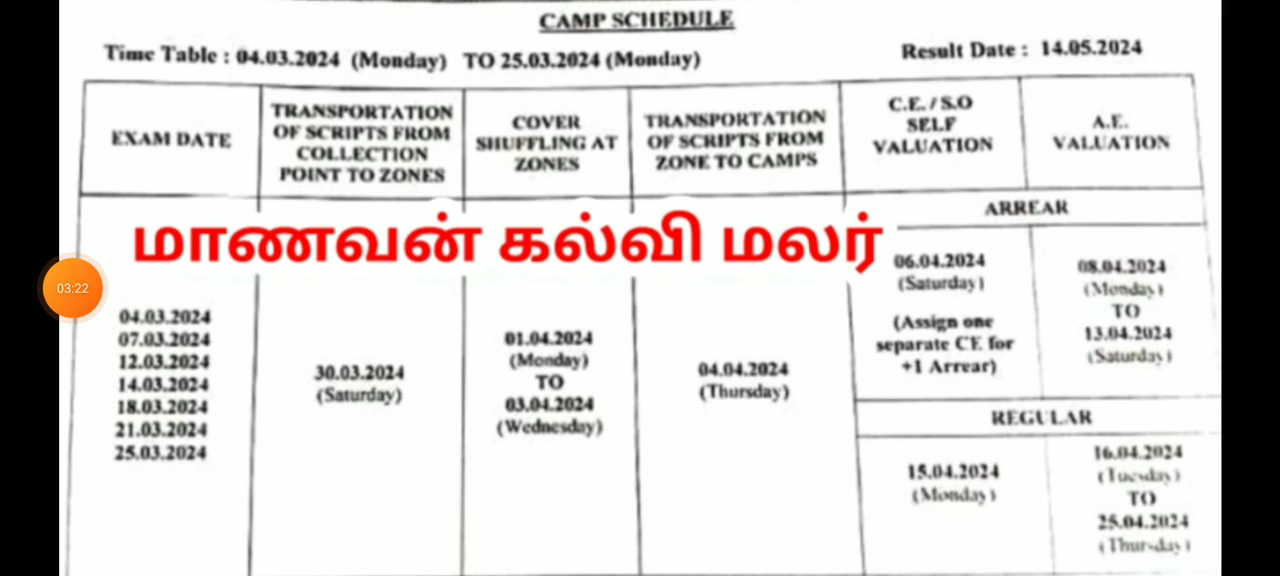 CAMP SCHEDULE
Time Table : 04.03.2024 (Monday) TO 25.03.2024 (Monday)
Result Date : 14.05.2024
EXAM DATE
TRANSPORTATION
OF SCRIPTS FROM
COLLECTION
POINT TO ZONES
COVER
SHUFFLING AT
ZONES
TRANSPORTATION
OF SCRIPTS FROM
ZONE TO CAMPS
C.E. / S.O
SELF
VALUATION
A.E.
VALUATION
மாணவன் கல்வி மலர்
03:22
04.03.2024
07.03.2024
12.03.2024
14.03.2024
18.03.2024
21.03.2024
25.03.2024
30.03.2024
(Saturday)
01.04.2024
(Monday)
TO
03.04.2024
(Wednesday)
04.04.2024
(Thursday)
ARREAR
06.04.2024
(Saturday)
(Assign one
separate CE for
+1 Arrear)
08.04.2024
(Monday)
TO
13.04.2024
(Saturday)
REGULAR
15.04.2024
(Monday)
16.04.2024
(Tuesday)
TO
25.04.2024
(Thursday)